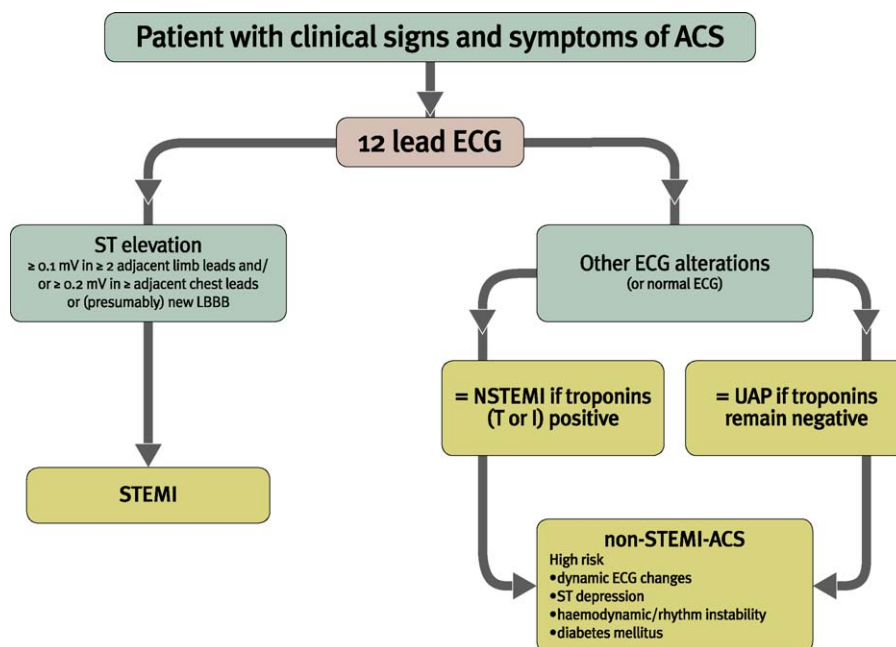 Patient with clinical signs and symptoms of ACS
12 lead ECG
ST elevation
≥ 0.1 mV in ≥ 2 adjacent limb leads and/
or ≥ 0.2 mV in ≥ adjacent chest leads
or (presumably) new LBBB
STEMI
Other ECG alterations
(or normal ECG)
= NSTEMI if troponins
(T or I) positive
= UAP if troponins
remain negative
non-STEMI-ACS
High risk
•dynamic ECG changes
•ST depression
•haemodynamic/rhythm instability
•diabetes mellitus